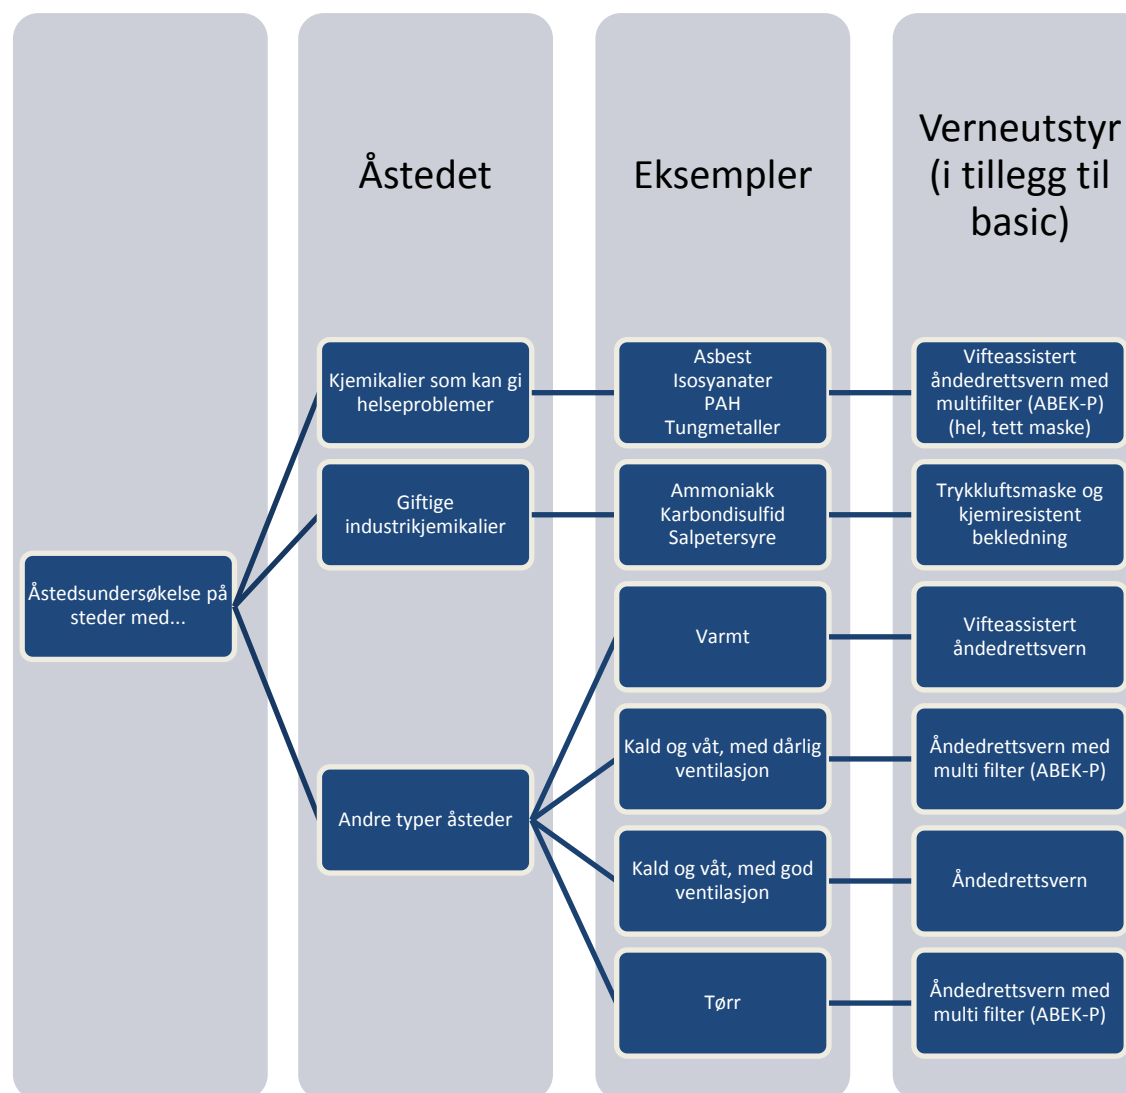 Åstedet
Eksempler
Verneutstyr
(i tillegg til
basic)
Åstedsundersøkelse på
steder med...
Kjemikalier som kan gi
helseproblemer
Asbest
Isosyanater
PAH
Tungmetaller
Vifteassistert
åndedrettsvern med
multifilter (ABEK-P)
(hel, tett maske)
Giftige
industrikjemikalier
Ammoniakk
Karbondisulfid
Salpetersyre
Trykkluftsmaske og
kjemiresistent
bekledning
Andre typer åsteder
Varmt
Vifteassistert
åndedrettsvern
Kald og våt, med dårlig
ventilasjon
Åndedrettsvern med
multi filter (ABEK-P)
Kald og våt, med god
ventilasjon
Åndedrettsvern
Tørr
Åndedrettsvern med
multi filter (ABEK-P)